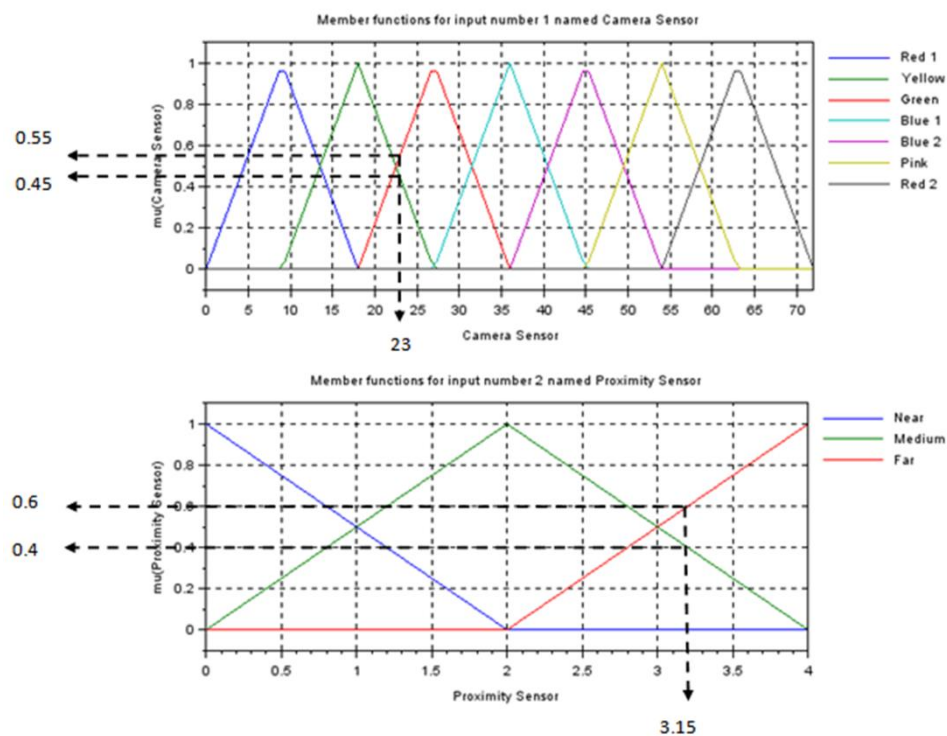 Member functions for input number 1 named Camera Sensor
mu(Camera Sensor)
1
0.8
0.6
0.4
0.2
0
0 5 10 15 20 25 30 35 40 45 50 55 60 65 70
Camera Sensor
Red 1
Yellow
Green
Blue 1
Blue 2
Pink
Red 2
0.55
0.45
23
Member functions for input number 2 named Proximity Sensor
mu(Proximity Sensor)
1
0.8
0.6
0.4
0.2
0
0 0.5 1 1.5 2 2.5 3 3.5 4
Proximity Sensor
Near
Medium
Far
0.6
0.4
3.15